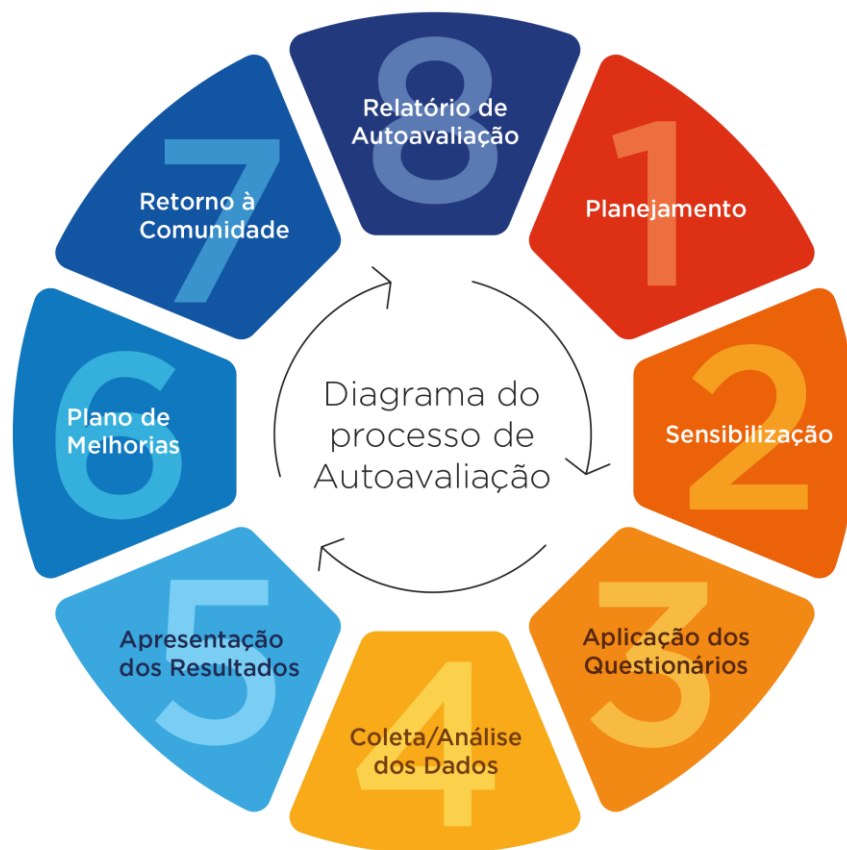 Diagrama do
processo de
Autoavaliação
1
Planejamento
2
Sensibilização
3
Aplicação dos
Questionários
4
Coleta/Análise
dos Dados
5
Apresentação
dos Resultados
6
Plano de
Melhorias
7
Retorno à
Comunidade
8
Relatório de
Autoavaliação